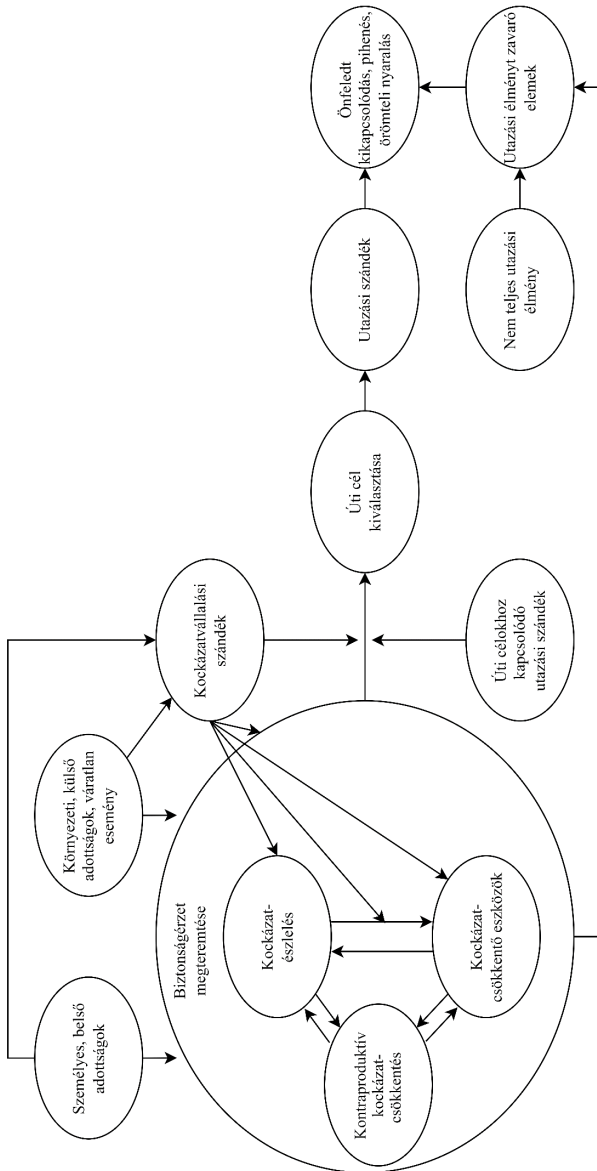 Személyes, belső
adottságok
Környezeti, külső
adottságok, váratlan
esemény
Kockázatvállalási
szándék
Biztonságérzet
megteremtése
Kockázat-
észlelés
Kontraproduktív
kockázat-
csökkentés
Kockázat-
csökkentő eszközök
Úti célokhoz
kapcsolódó
utazási szándék
Úti cél
kiválasztása
Utazási szándék
Önfeledt
kikapcsolódás, pihenés,
örömteli nyaralás
Nem teljes utazási
élmény
Utazási élményt zavaró
elemek